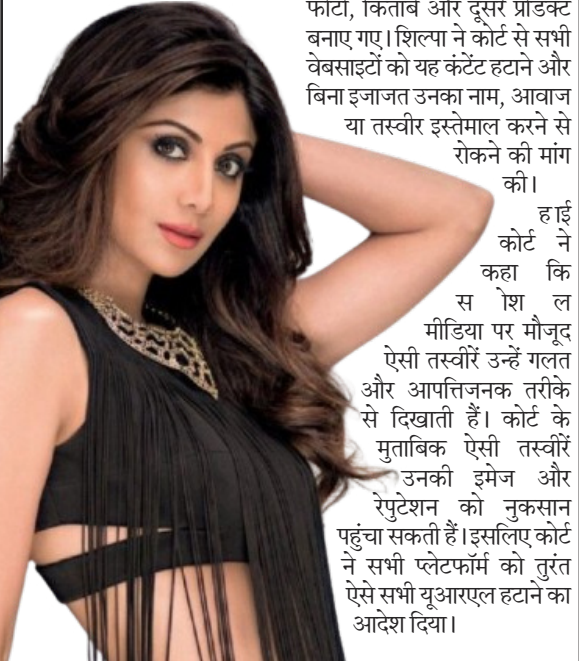 फोटो, किताबें और दूसरे प्रोडक्ट
बनाए गए। शिल्पा ने कोर्ट से सभी
वेबसाइटों को यह कंटेंट हटाने और
बिना इजाजत उनका नाम, आवाज
या तस्वीर इस्तेमाल करने से
रोकने की मांग
की।
हाई
कोर्ट ने
कहा कि
सोशल
मीडिया पर मौजूद
ऐसी तस्वीरें उन्हें गलत
और आपत्तिजनक तरीके
से दिखाती हैं। कोर्ट के
मुताबिक ऐसी तस्वीरें
उनकी इमेज और
रेपुटेशन को नुकसान
पहुंचा सकती हैं। इसलिए कोर्ट
ने सभी प्लेटफॉर्म को तुरंत
ऐसे सभी यूआरएल हटाने का
आदेश दिया।